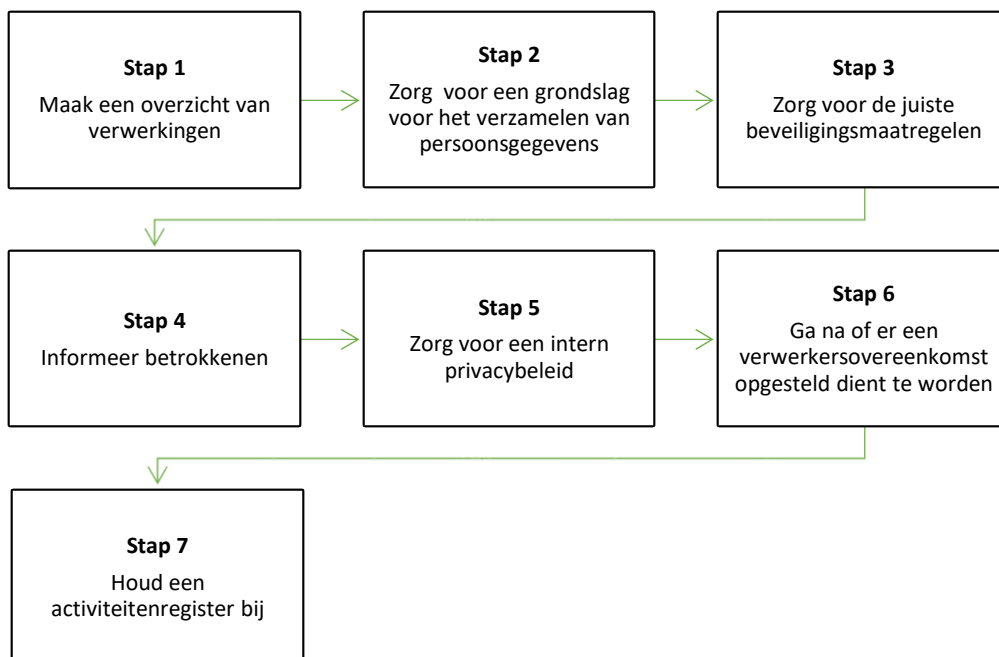 Stap 1
Maak een overzicht van
verwerkingen
Stap 2
Zorg voor een grondslag
voor het verzamelen van
persoonsgegevens
Stap 3
Zorg voor de juiste
beveiligingsmaatregelen
Stap 4
Informeer betrokkenen
Stap 5
Zorg voor een intern
privacybeleid
Stap 6
Ga na of er een
verwerkersovereenkomst
opgesteld dient te worden
Stap 7
Houd een
activiteitenregister bij